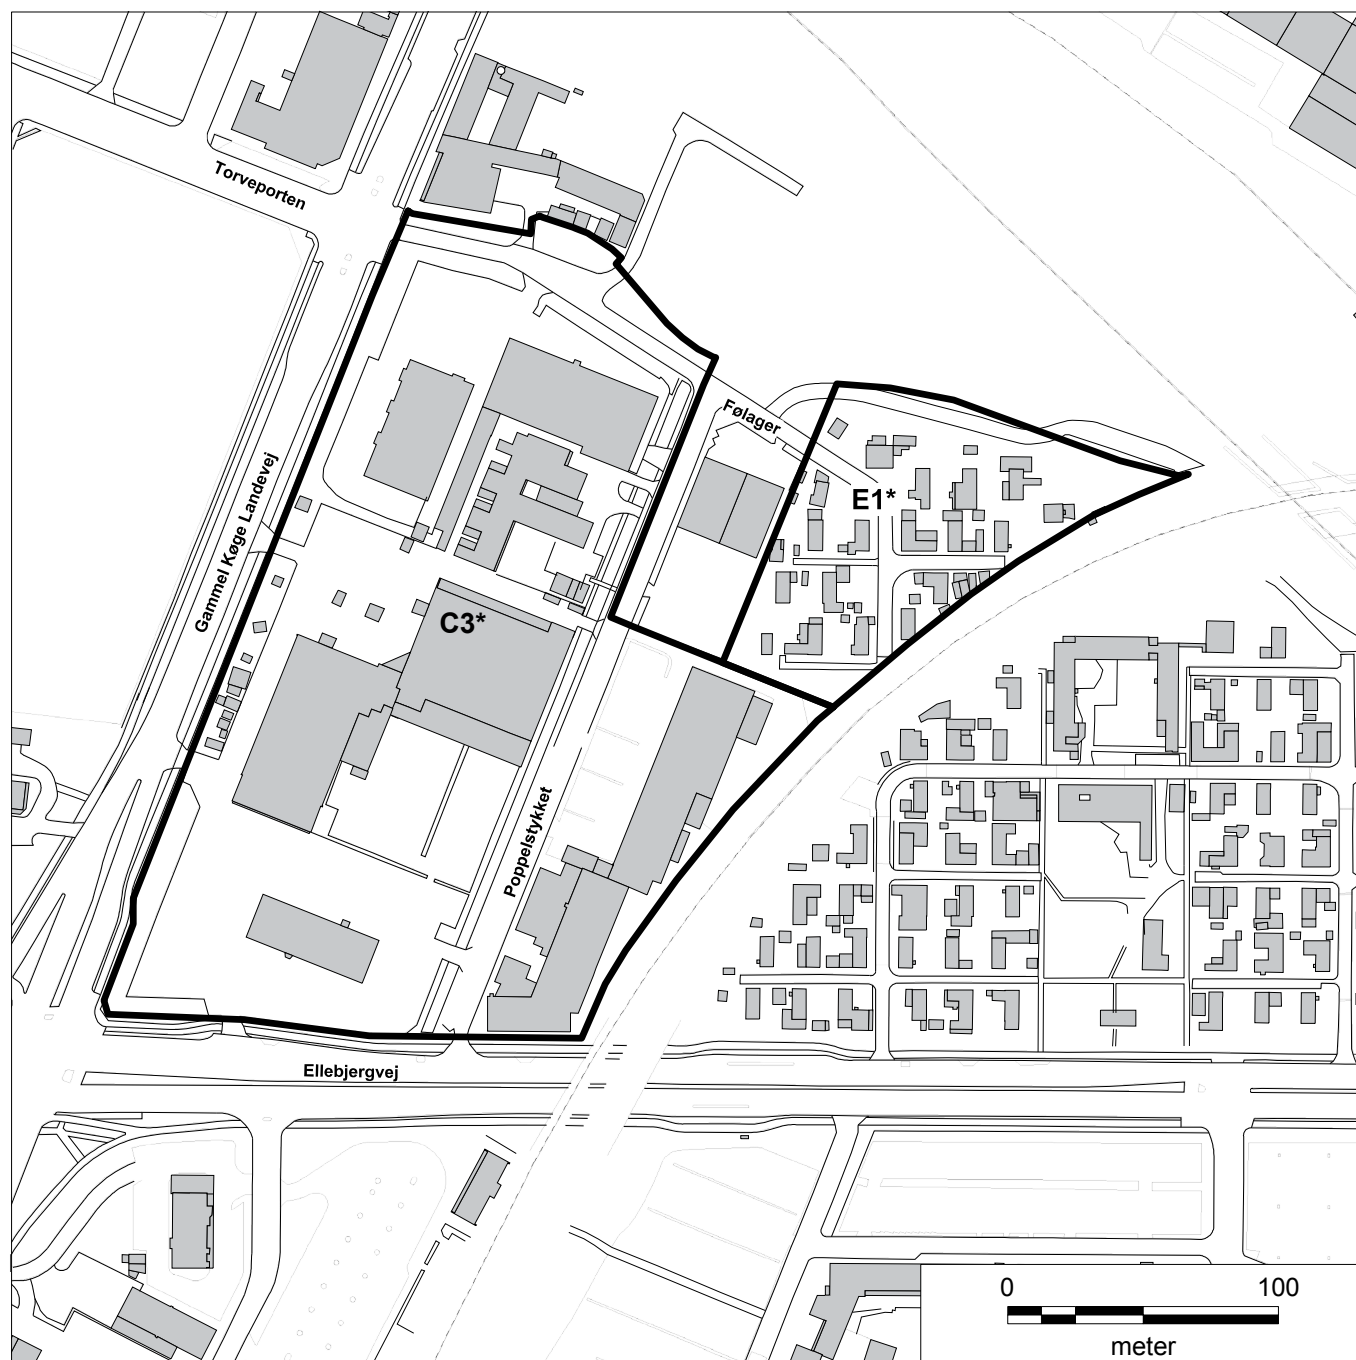 Torveporten
Følager
E1*
Gammel Køge Landevej
C3*
Poppelstykket
Ellebjergvej
0 100
meter